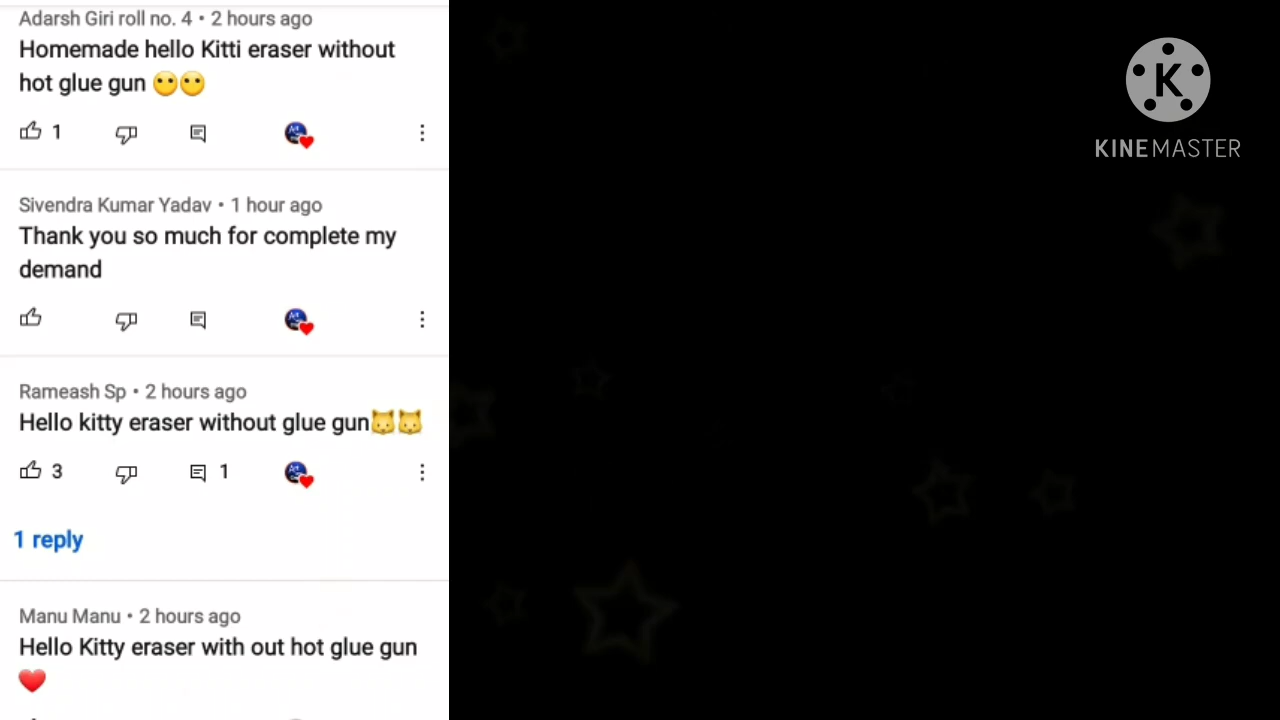 Adarsh Giri roll no. 4 • 2 hours ago
Homemade hello Kitti eraser without
hot glue gun 😶😶
1
Sivendra Kumar Yadav • 1 hour ago
Thank you so much for complete my
demand
Rameash Sp • 2 hours ago
Hello kitty eraser without glue gun🐱🐱
3 1
1 reply
Manu Manu • 2 hours ago
Hello Kitty eraser with out hot glue gun
❤️
K
KINEMASTER